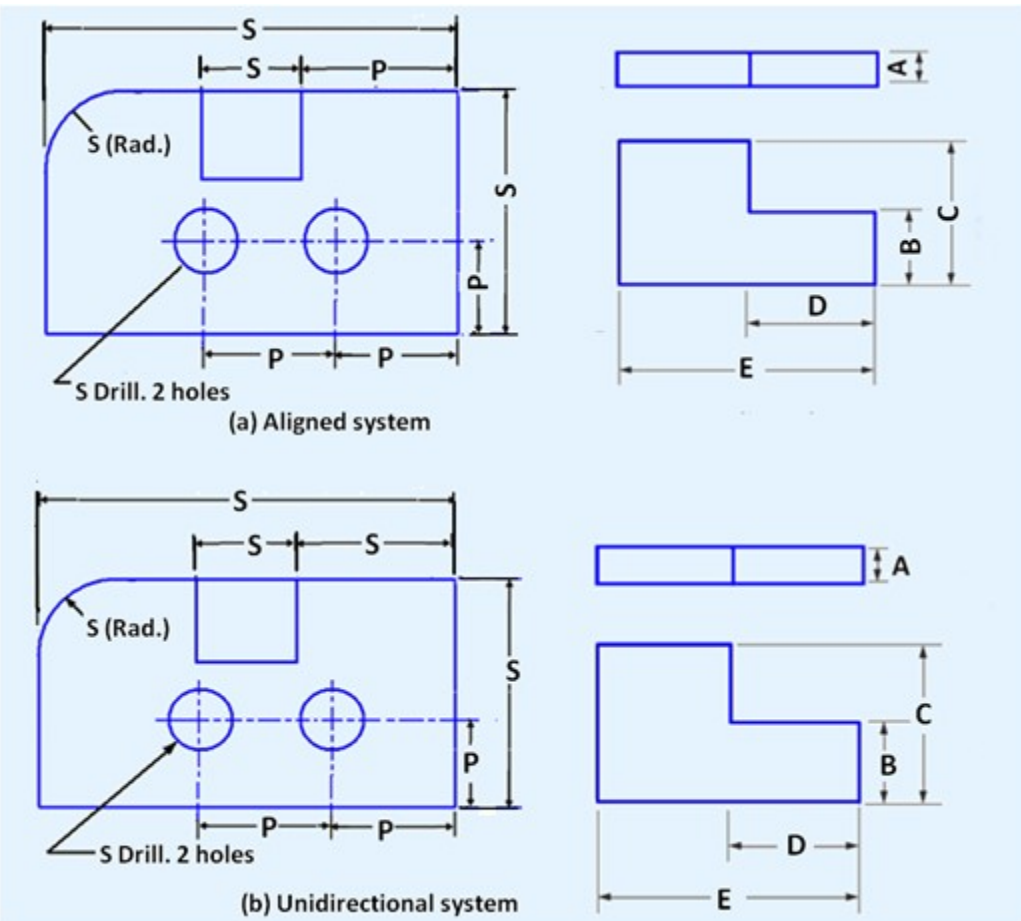 S
S P
A
S (Rad.)
S
C
B
P
D
P P
E
S Drill. 2 holes
(a) Aligned system
S
S S
A
S (Rad.)
S
C
P
B
P P
D
S Drill. 2 holes
E
(b) Unidirectional system